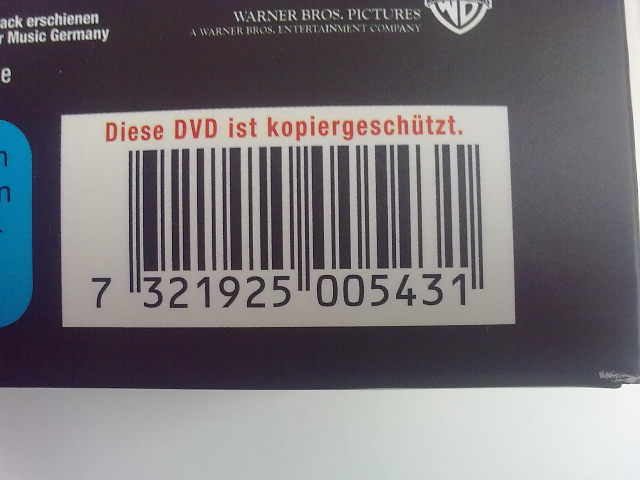 ack erschienen
r Music Germany
WARNER BROS. PICTURES
A WARNER BROS. ENTERTAINMENT COMPANY
WB
e
n
n
Diese DVD ist kopiergeschützt.
7 321925 005431